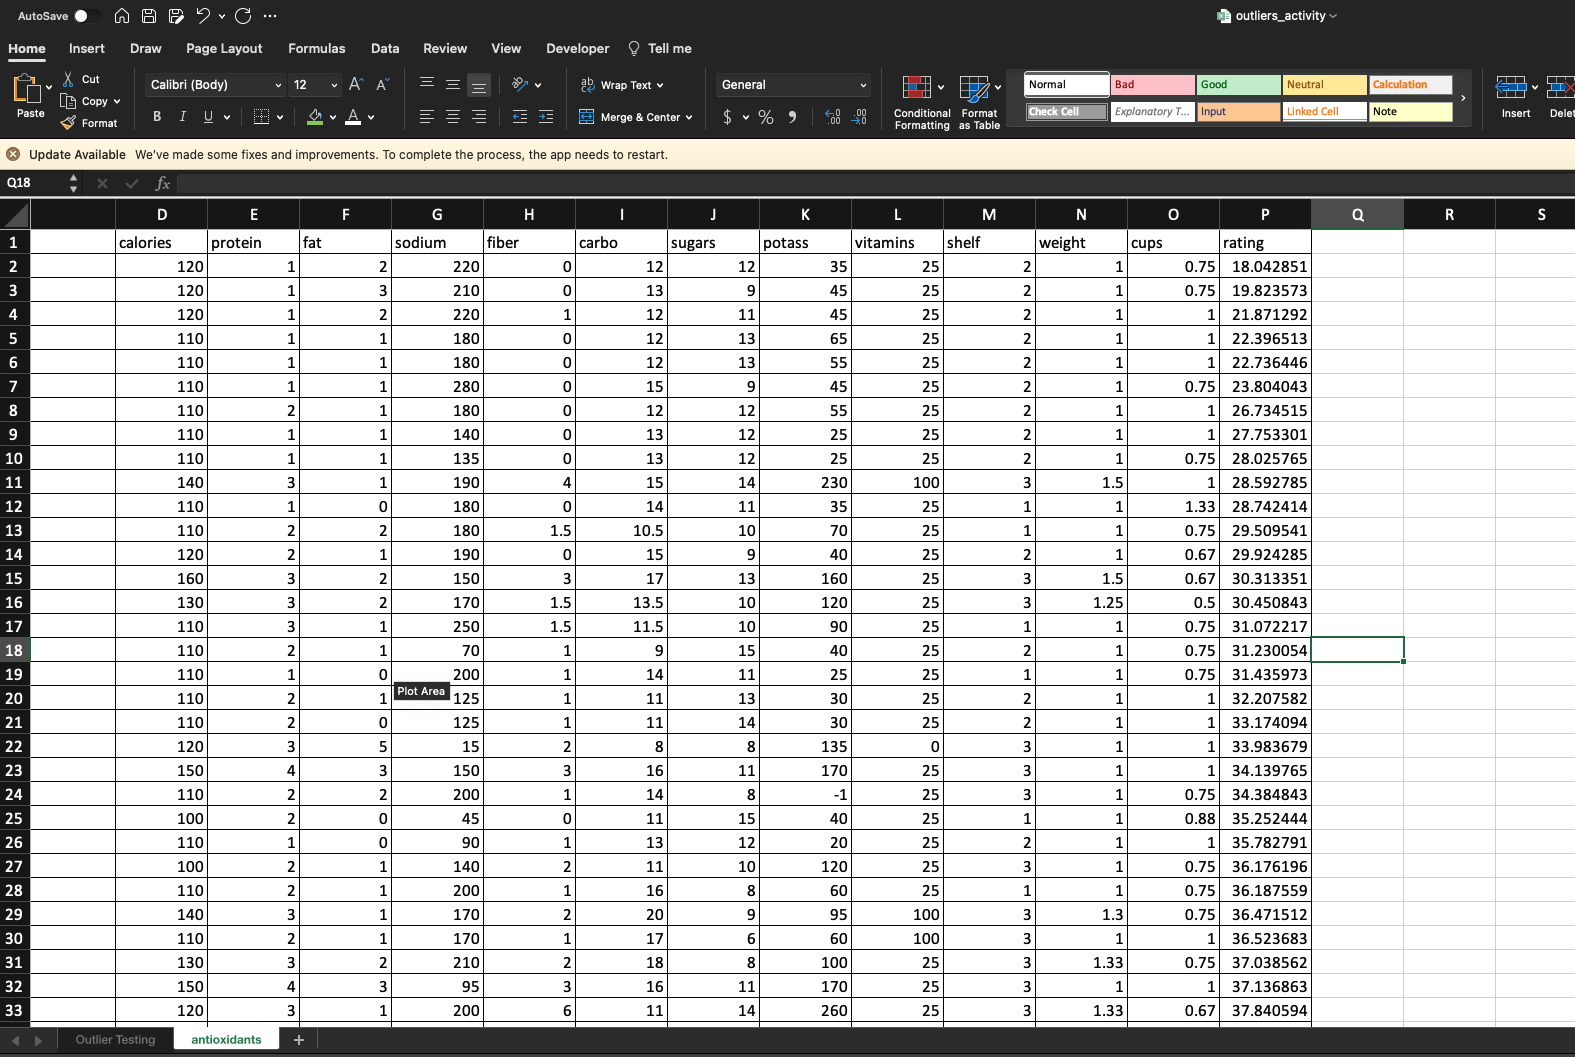 AutoSave
outliers_activity
Home Insert Draw Page Layout Formulas Data Review View Developer Tell me
Paste Cut Copy Format
Calibri (Body) 12 A A
B I U A
ab Wrap Text
Merge & Center
General
$ % 9 .00 .00
Conditional Formatting Format as Table
Normal Bad Good Neutral Calculation
Check Cell Explanatory T... Input Linked Cell Note
Insert Delet
Update Available We've made some fixes and improvements. To complete the process, the app needs to restart.
Q18 fx
D E F G H I J K L M N O P Q R S
1 calories protein fat sodium fiber carbo sugars potass vitamins shelf weight cups rating
2 120 1 2 220 0 12 12 35 25 2 1 0.75 18.042851
3 120 1 3 210 0 13 9 45 25 2 1 0.75 19.823573
4 120 1 2 220 1 12 11 45 25 2 1 1 21.871292
5 110 1 1 180 0 12 13 65 25 2 1 1 22.396513
6 110 1 1 180 0 12 13 55 25 2 1 1 22.736446
7 110 1 1 280 0 15 9 45 25 2 1 0.75 23.804043
8 110 2 1 180 0 12 12 55 25 2 1 1 26.734515
9 110 1 1 140 0 13 12 25 25 2 1 1 27.753301
10 110 1 1 135 0 13 12 25 25 2 1 0.75 28.025765
11 140 3 1 190 4 15 14 230 100 3 1.5 1 28.592785
12 110 1 0 180 0 14 11 35 25 1 1 1.33 28.742414
13 110 2 2 180 1.5 10.5 10 70 25 1 1 0.75 29.509541
14 120 2 1 190 0 15 9 40 25 2 1 0.67 29.924285
15 160 3 2 150 3 17 13 160 25 3 1.5 0.67 30.313351
16 130 3 2 170 1.5 13.5 10 120 25 3 1.25 0.5 30.450843
17 110 3 1 250 1.5 11.5 10 90 25 1 1 0.75 31.072217
18 110 2 1 70 1 9 15 40 25 2 1 0.75 31.230054
19 110 1 0 200 1 14 11 25 25 1 1 0.75 31.435973
Plot Area
20 110 2 1 125 1 11 13 30 25 2 1 1 32.207582
21 110 2 0 125 1 11 14 30 25 2 1 1 33.174094
22 120 3 5 15 2 8 8 135 0 3 1 1 33.983679
23 150 4 3 150 3 16 11 170 25 3 1 1 34.139765
24 110 2 2 200 1 14 8 -1 25 3 1 0.75 34.384843
25 100 2 0 45 0 11 15 40 25 1 1 0.88 35.252444
26 110 1 0 90 1 13 12 20 25 2 1 1 35.782791
27 100 2 1 140 2 11 10 120 25 3 1 0.75 36.176196
28 110 2 1 200 1 16 8 60 25 1 1 0.75 36.187559
29 140 3 1 170 2 20 9 95 100 3 1.3 0.75 36.471512
30 110 2 1 170 1 17 6 60 100 3 1 1 36.523683
31 130 3 2 210 2 18 8 100 25 3 1.33 0.75 37.038562
32 150 4 3 95 3 16 11 170 25 3 1 1 37.136863
33 120 3 1 200 6 11 14 260 25 3 1.33 0.67 37.840594
Outlier Testing antioxidants +